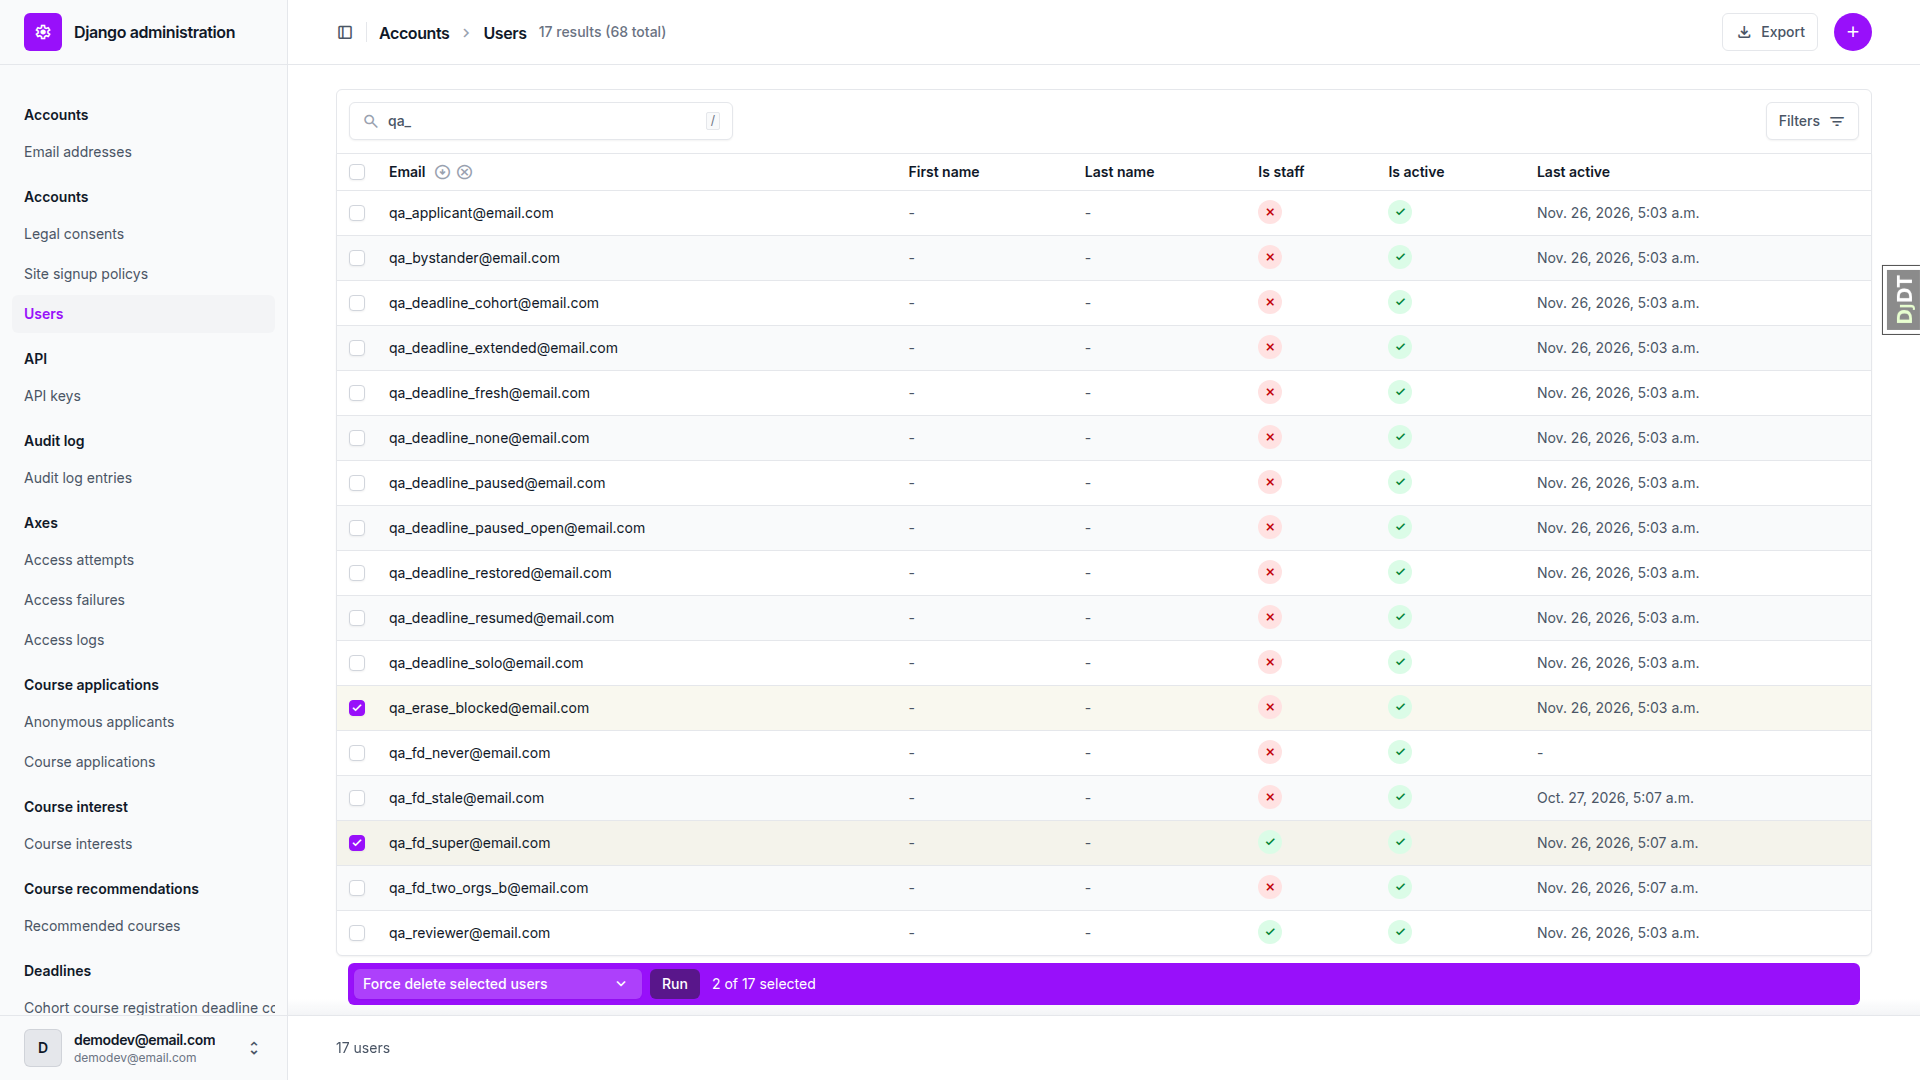 Django administration
Accounts
Email addresses
Accounts
Legal consents
Site signup policys
Users
API
API keys
Audit log
Audit log entries
Axes
Access attempts
Access failures
Access logs
Course applications
Anonymous applicants
Course applications
Course interest
Course interests
Course recommendations
Recommended courses
Deadlines
Cohort course registration deadline co
D
demodev@email.com
demodev@email.com
Accounts Users 17 results (68 total)
Export
qa_ /
Filters
Email First name Last name Is staff Is active Last active
qa_applicant@email.com - - Nov. 26, 2026, 5:03 a.m.
qa_bystander@email.com - - Nov. 26, 2026, 5:03 a.m.
qa_deadline_cohort@email.com - - Nov. 26, 2026, 5:03 a.m.
qa_deadline_extended@email.com - - Nov. 26, 2026, 5:03 a.m.
qa_deadline_fresh@email.com - - Nov. 26, 2026, 5:03 a.m.
qa_deadline_none@email.com - - Nov. 26, 2026, 5:03 a.m.
qa_deadline_paused@email.com - - Nov. 26, 2026, 5:03 a.m.
qa_deadline_paused_open@email.com - - Nov. 26, 2026, 5:03 a.m.
qa_deadline_restored@email.com - - Nov. 26, 2026, 5:03 a.m.
qa_deadline_resumed@email.com - - Nov. 26, 2026, 5:03 a.m.
qa_deadline_solo@email.com - - Nov. 26, 2026, 5:03 a.m.
qa_erase_blocked@email.com - - Nov. 26, 2026, 5:03 a.m.
qa_fd_never@email.com - - -
qa_fd_stale@email.com - - Oct. 27, 2026, 5:07 a.m.
qa_fd_super@email.com - - Nov. 26, 2026, 5:07 a.m.
qa_fd_two_orgs_b@email.com - - Nov. 26, 2026, 5:07 a.m.
qa_reviewer@email.com - - Nov. 26, 2026, 5:03 a.m.
Force delete selected users Run 2 of 17 selected
17 users
DJDT